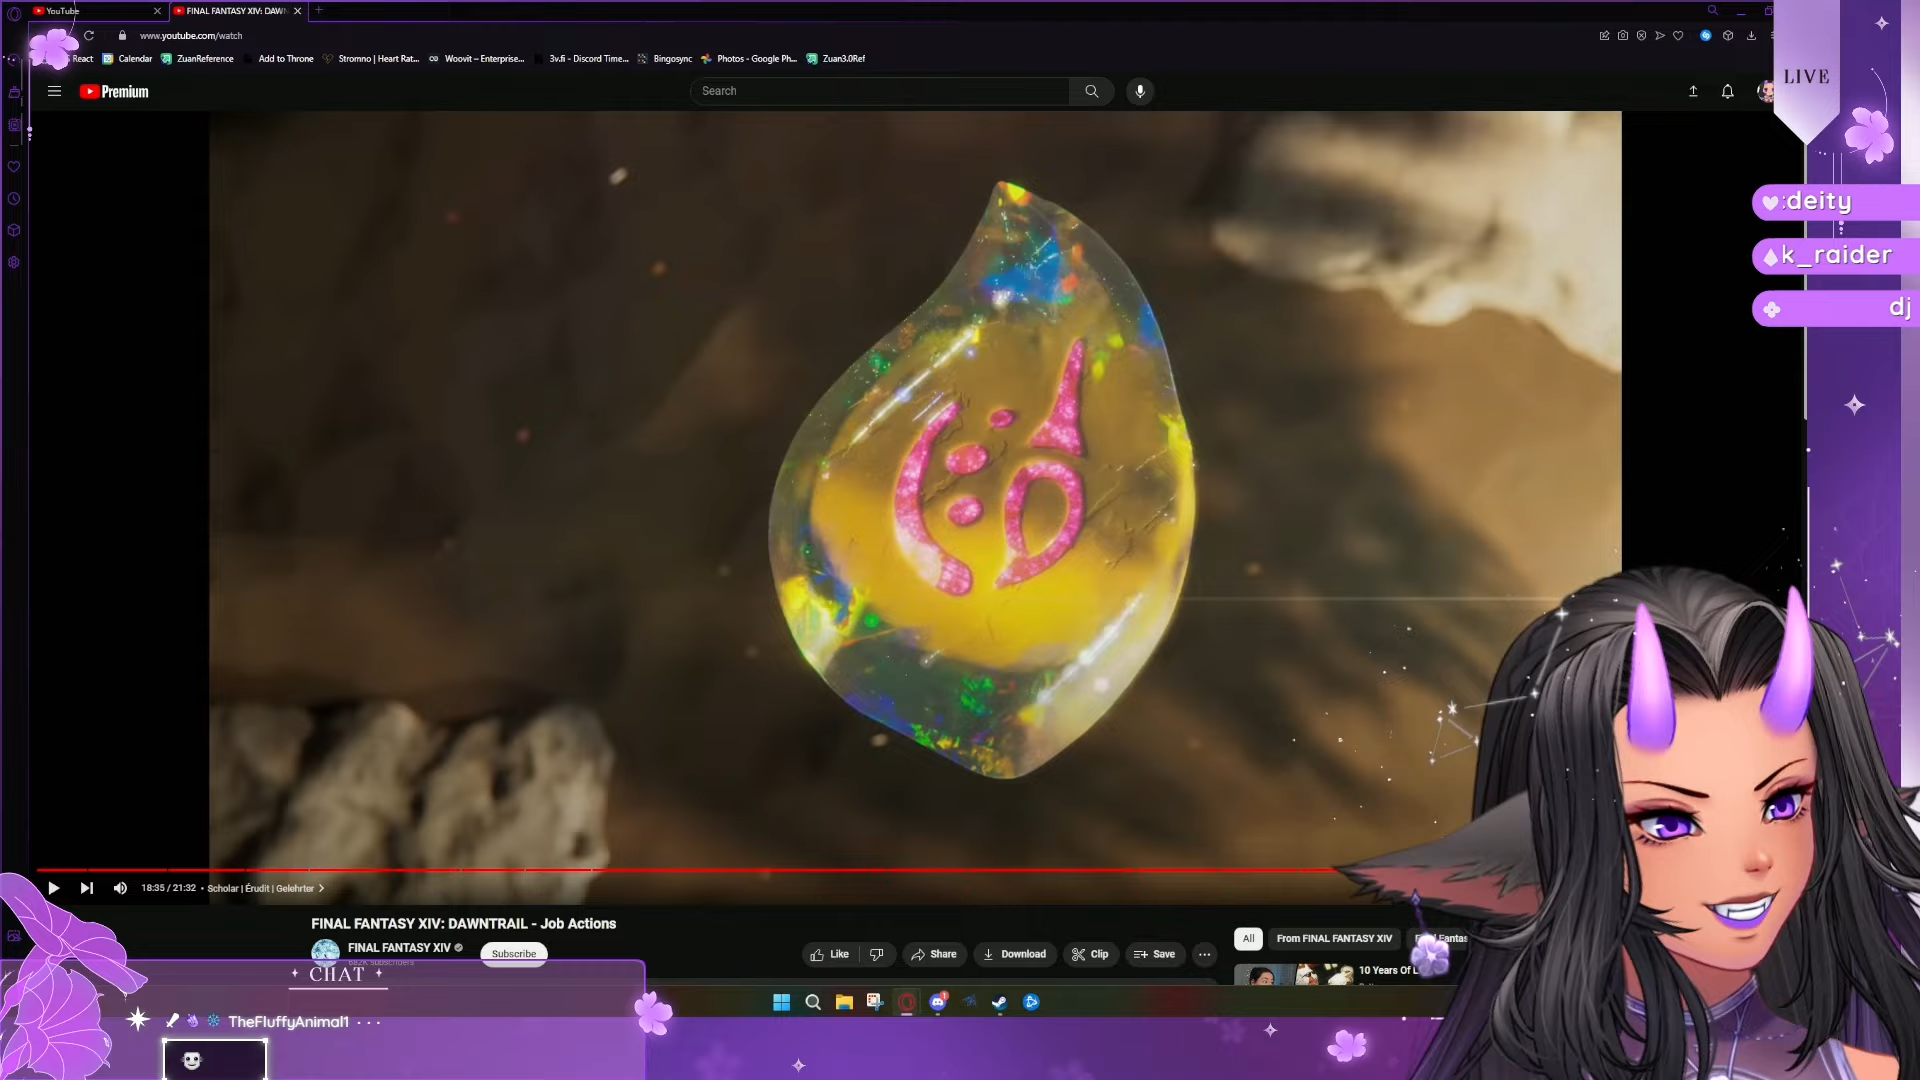 YouTube
FINAL FANTASY XIV: DAWN
www.youtube.com/watch
React
Calendar
ZuanReference
Add to Throne
Stromno | Heart Rat...
Woovit – Enterprise...
3v.fi - Discord Time...
Bingosync
Photos - Google Ph...
Zuan3.0Ref
LIVE
Premium
Search
:deity
k_raider
dj
18:35 / 21:32 • Scholar | Érudit | Gelehrter
FINAL FANTASY XIV: DAWNTRAIL - Job Actions
FINAL FANTASY XIV
Subscribe
Like
Share
Download
Clip
Save
All
From FINAL FANTASY XIV
Fantas
10 Years Of L
CHAT
TheFluffyAnimal1